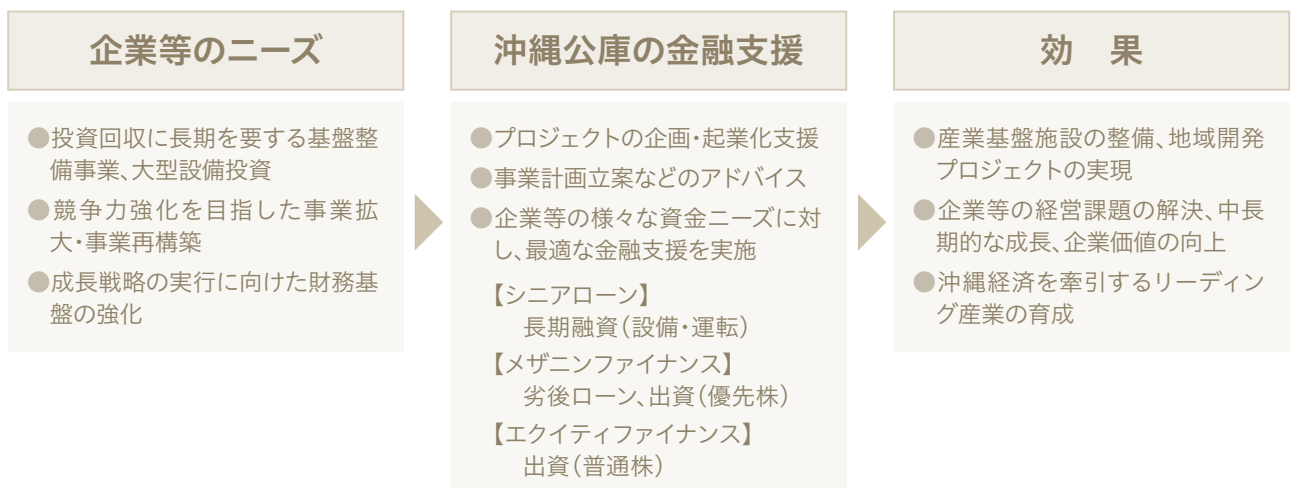 企業等のニーズ
●投資回収に長期を要する基盤整
備事業、大型設備投資
●競争力強化を目指した事業拡
大・事業再構築
●成長戦略の実行に向けた財務基
盤の強化
沖縄公庫の金融支援
●プロジェクトの企画・起業化支援
●事業計画立案などのアドバイス
●企業等の様々な資金ニーズに対
し、最適な金融支援を実施
【シニアローン】
長期融資（設備・運転）
【メザニンファイナンス】
劣後ローン、出資（優先株）
【エクイティファイナンス】
出資（普通株）
効　果
●産業基盤施設の整備、地域開発
プロジェクトの実現
●企業等の経営課題の解決、中長
期的な成長、企業価値の向上
●沖縄経済を牽引するリーディン
グ産業の育成